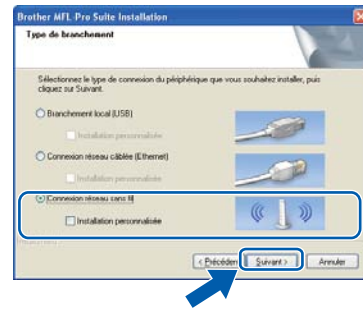 Brother MFL-Pro Suite Installation
Type de branchement
Sélectionnez le type de connexion du périphérique que vous souhaitez installer, puis
cliquez sur Suivant.
Branchement local (USB)
Installation personnalisée
Connexion réseau câblée (Ethernet)
Installation personnalisée
Connexion réseau sans fil
Installation personnalisée
< Précéden
Suivant >
Annuler